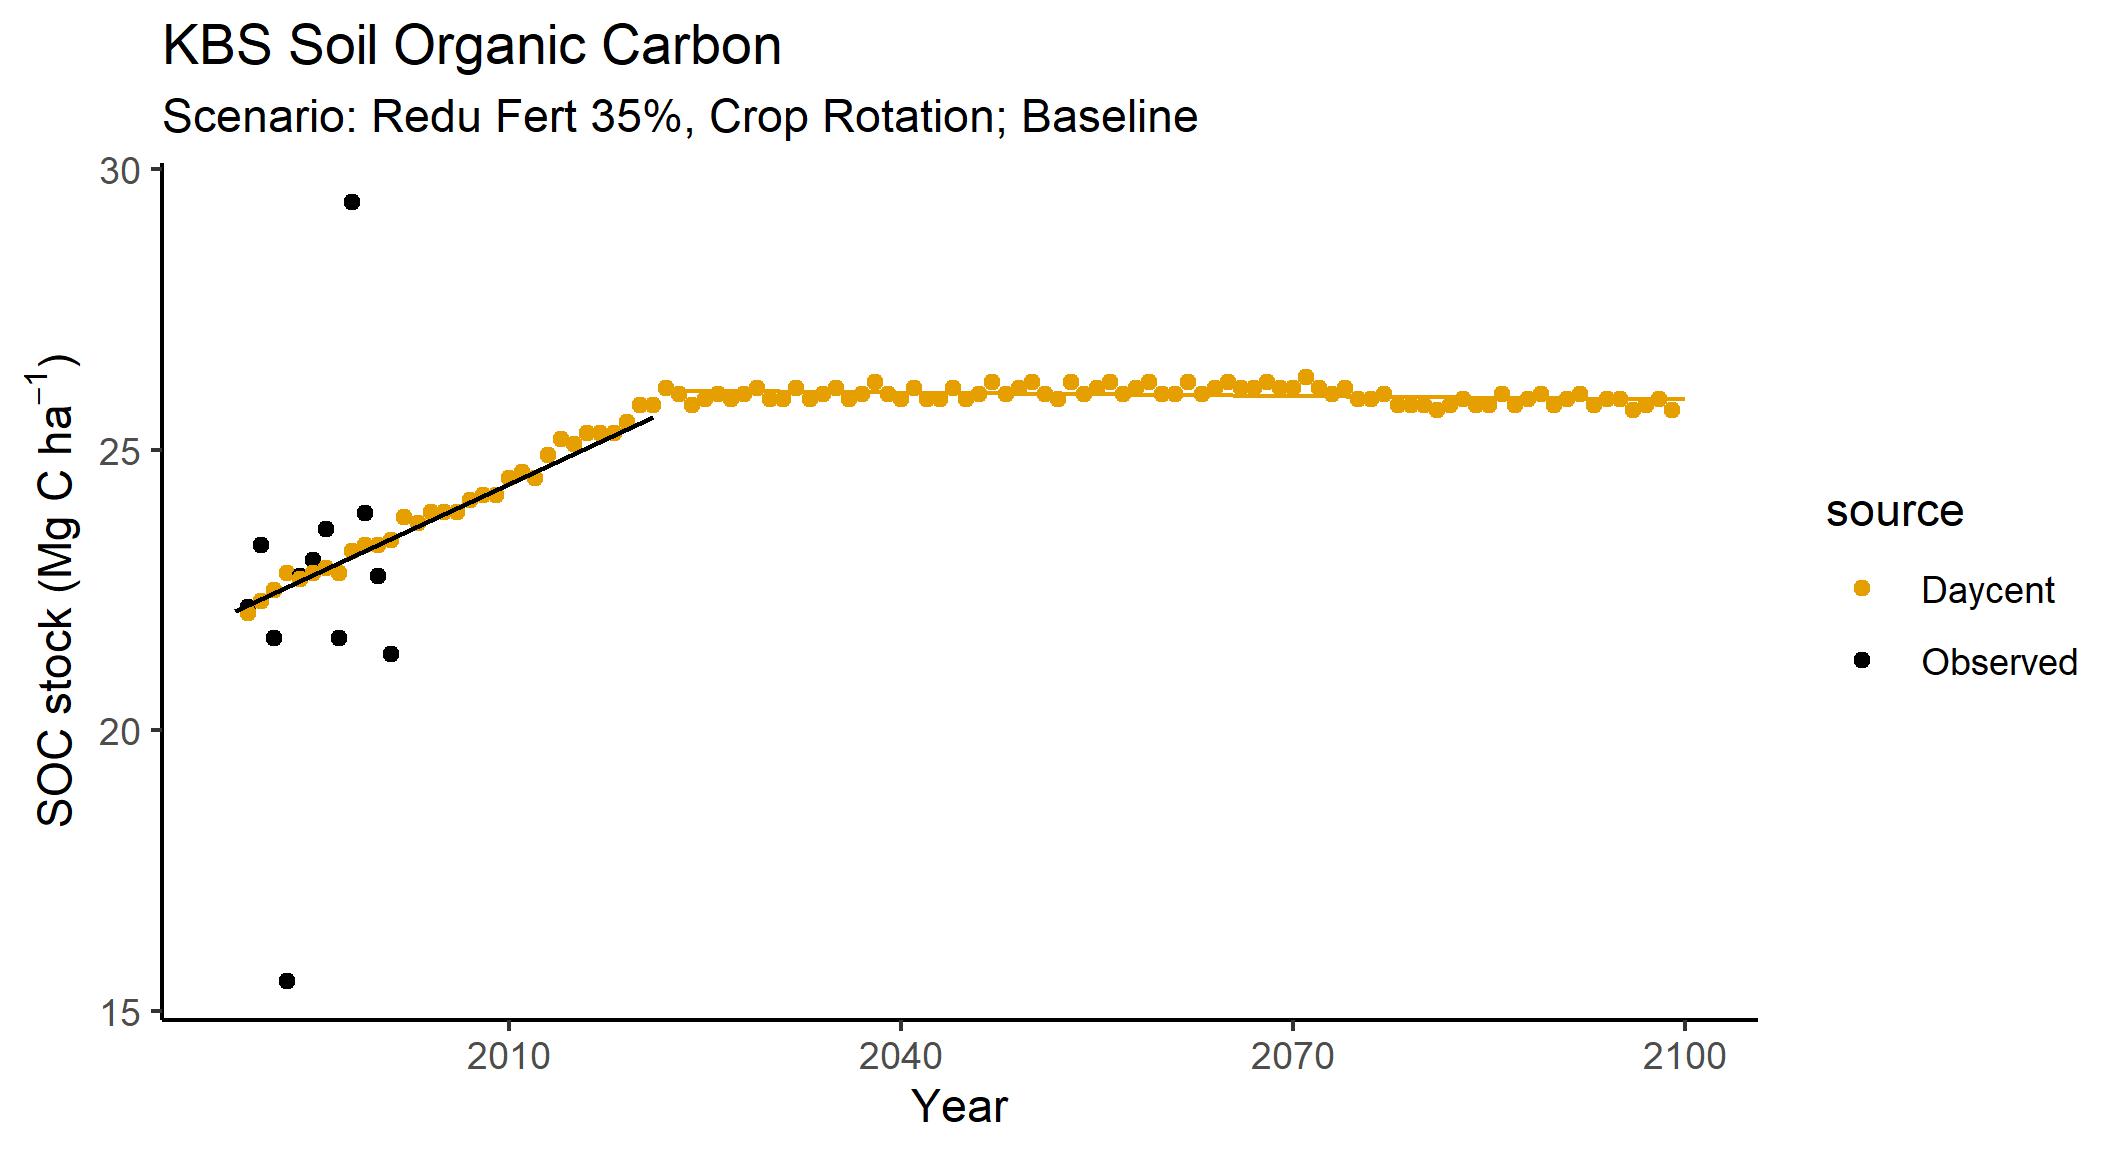 KBS Soil Organic Carbon
Scenario: Redu Fert 35%, Crop Rotation; Baseline
30
25
20
15
SOC stock (Mg C ha⁻¹)
2010
2040
2070
2100
Year
source
Daycent
Observed